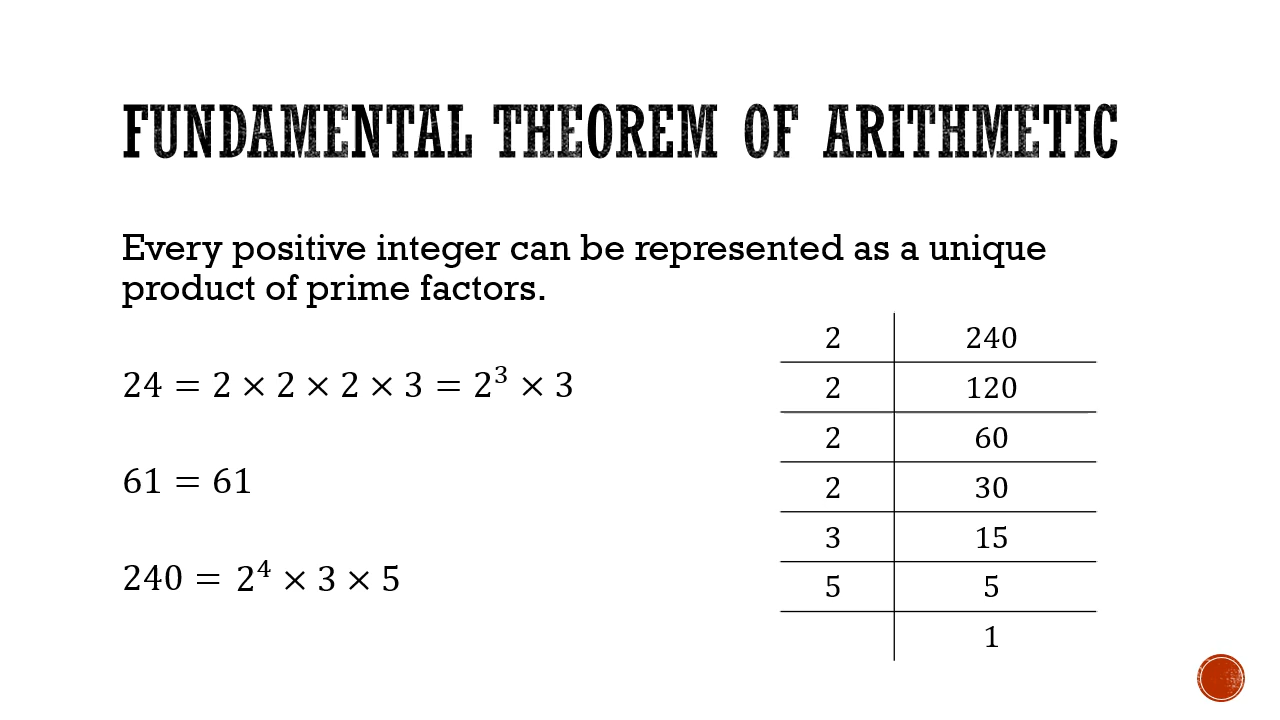 FUNDAMENTAL THEOREM OF ARITHMETIC
Every positive integer can be represented as a unique
product of prime factors.
24 = 2 × 2 × 2 × 3 = 2³ × 3
61 = 61
240 = 2⁴ × 3 × 5
2 240
2 120
2 60
2 30
3 15
5 5
1